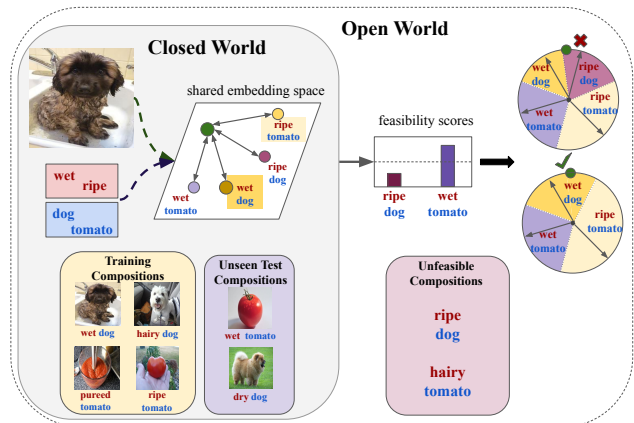 Open World
Closed World
shared embedding space
wet
ripe
dog
tomato
ripe
tomato
ripe
dog
wet
tomato
wet
dog
feasibility scores
ripe
dog
wet
tomato
wet
dog
ripe
dog
ripe
tomato
wet
tomato
wet
dog
ripe
tomato
wet
tomato
Training
Compositions
wet dog
hairy dog
pureed
tomato
ripe
tomato
Unseen Test
Compositions
wet tomato
dry dog
Unfeasible
Compositions
ripe
dog
hairy
tomato